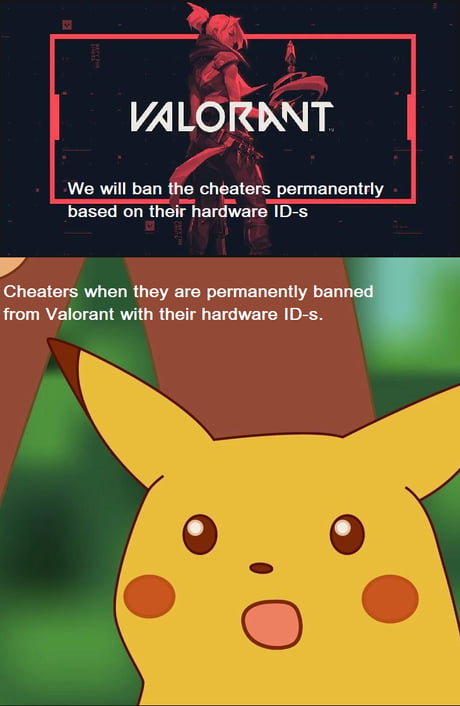 VALORANT
We will ban the cheaters permanentrly
based on their hardware ID-s
Cheaters when they are permanently banned
from Valorant with their hardware ID-s.